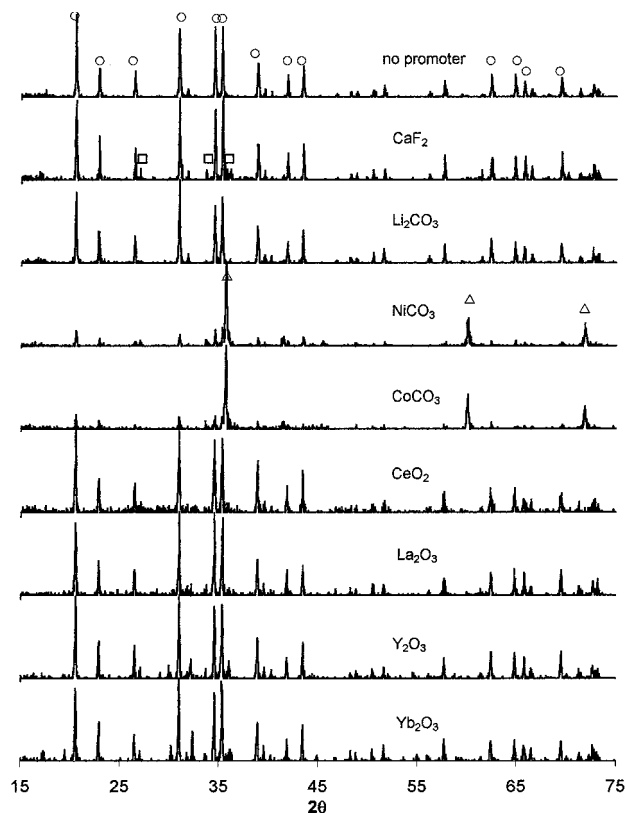 no promoter
CaF₂
Li₂CO₃
NiCO₃
CoCO₃
CeO₂
La₂O₃
Y₂O₃
Yb₂O₃
15 25 35 45 55 65 75
2θ